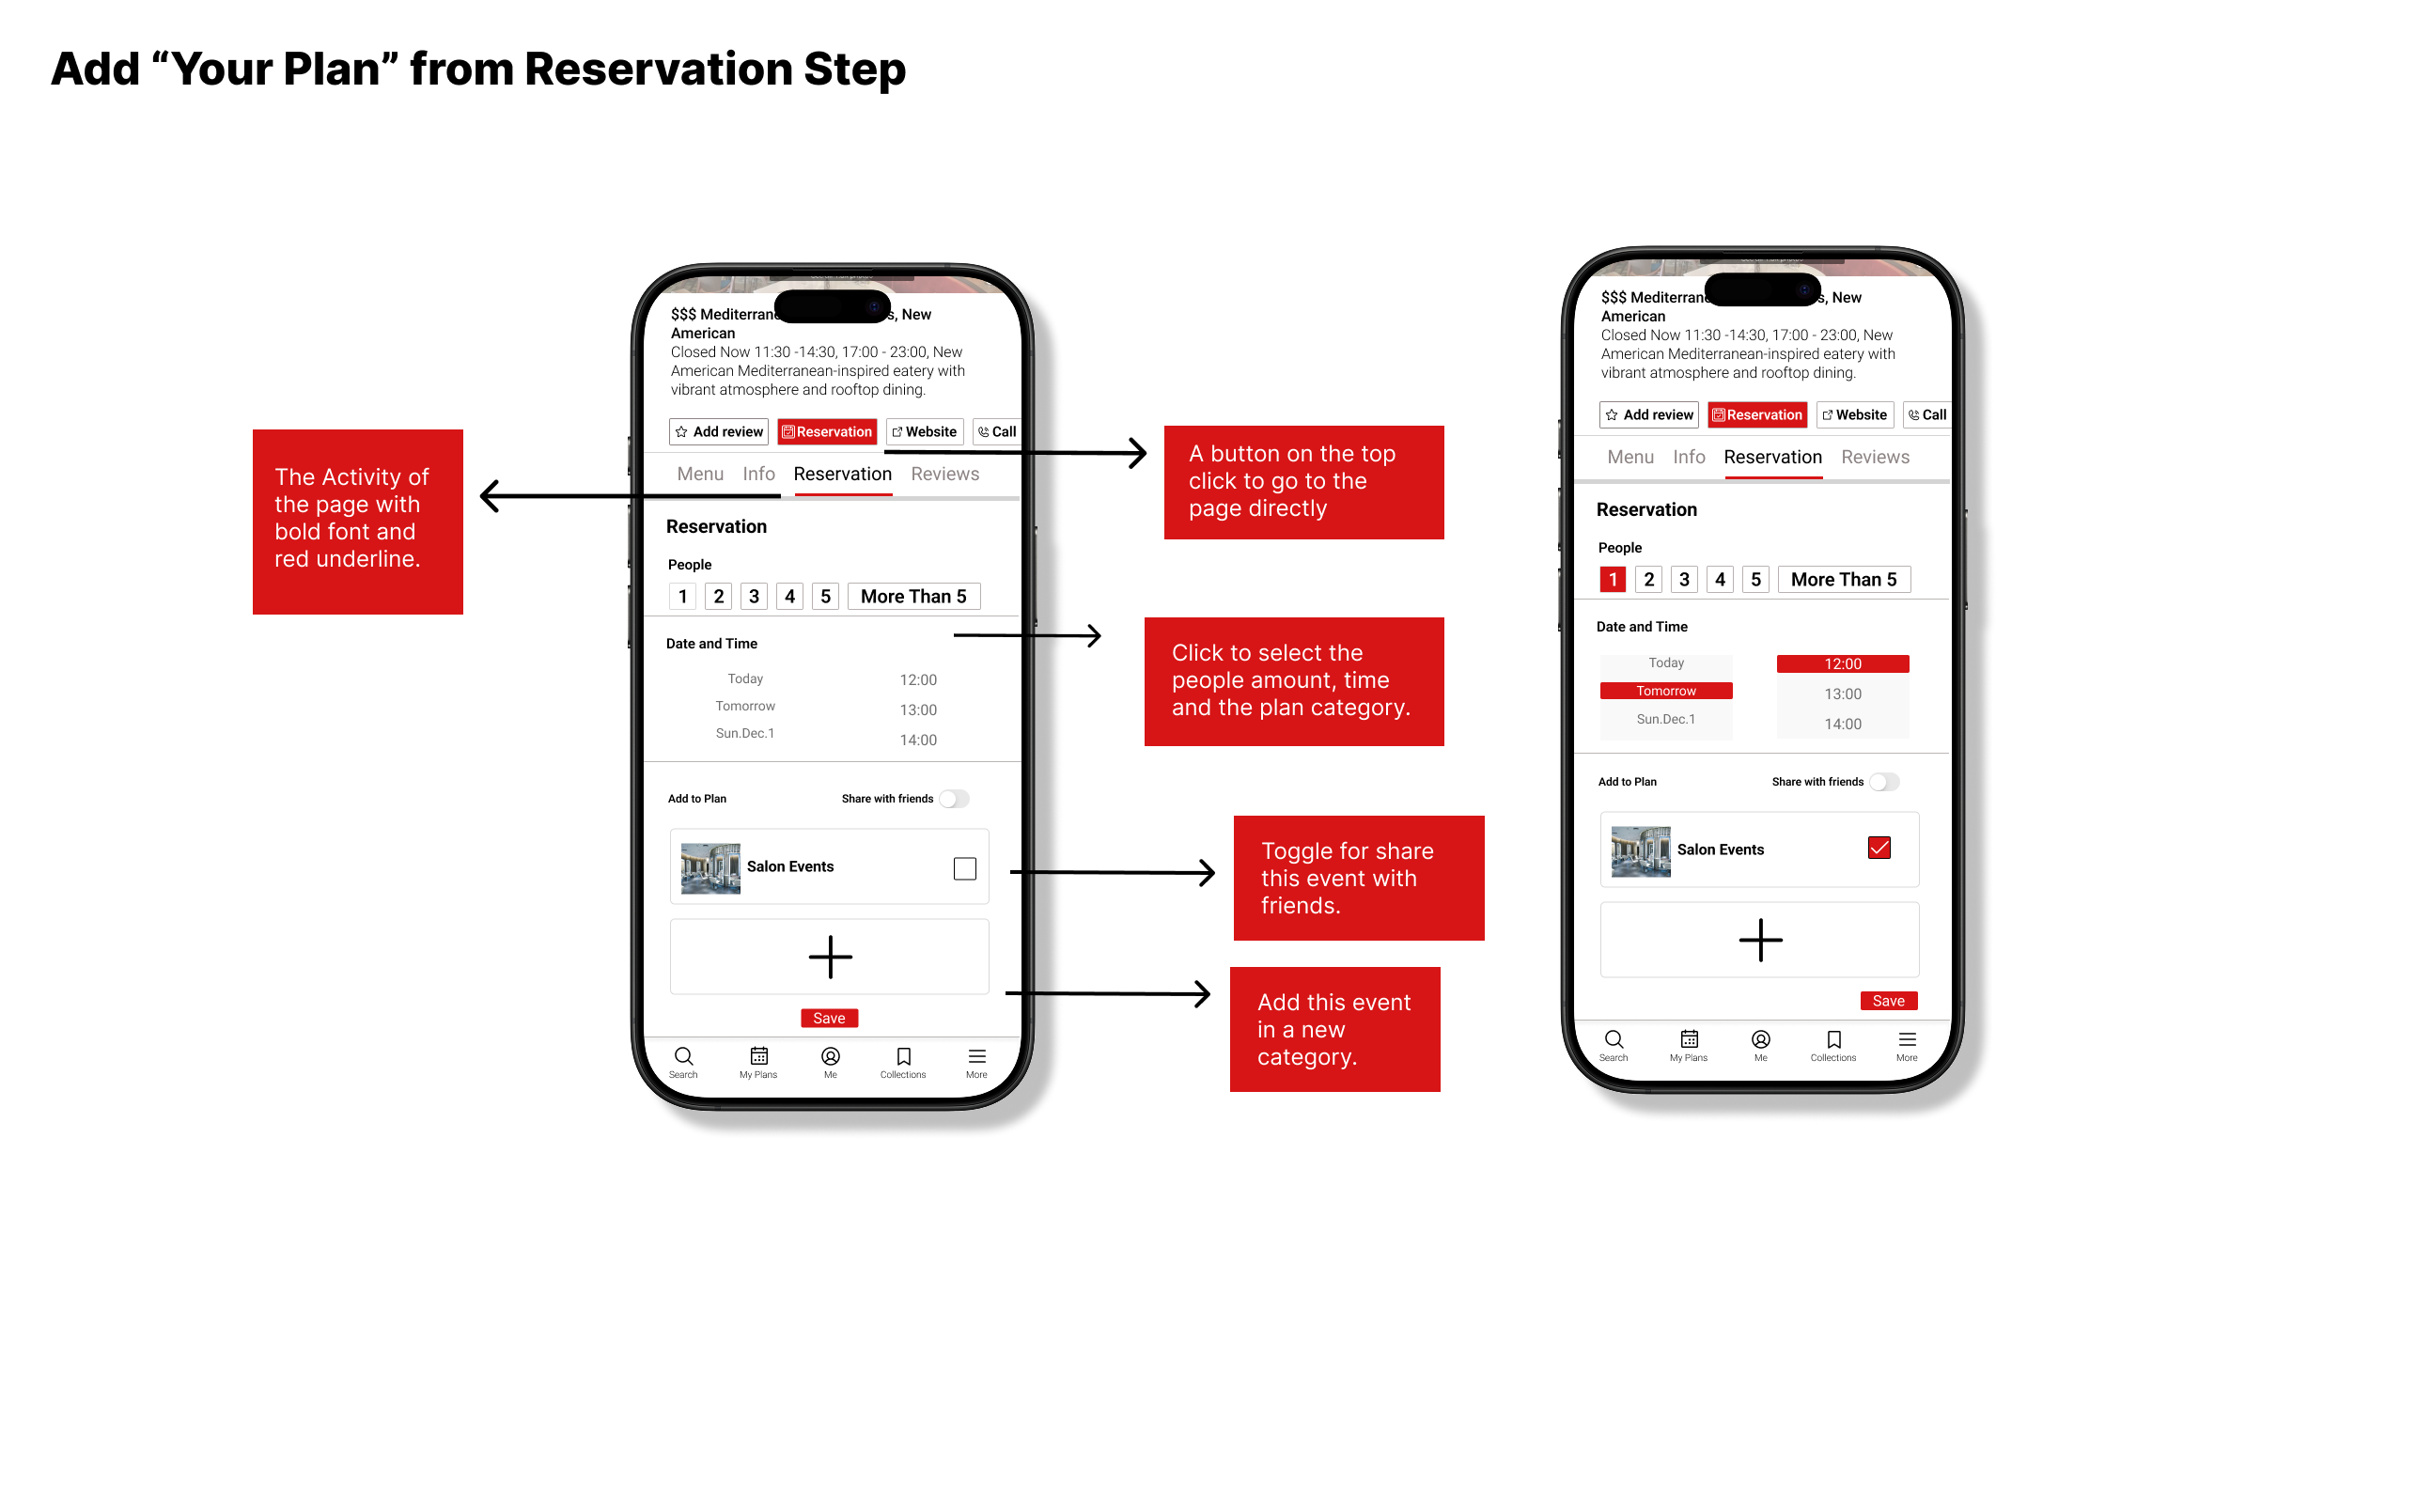 Add “Your Plan” from Reservation Step
The Activity of
the page with
bold font and
red underline.
$$$ Mediterrane s, New
American
Closed Now 11:30 -14:30, 17:00 - 23:00, New
American Mediterranean-inspired eatery with
vibrant atmosphere and rooftop dining.
Add review Reservation Website Call
Menu Info Reservation Reviews
Reservation
People
1 2 3 4 5 More Than 5
Date and Time
Today 12:00
Tomorrow 13:00
Sun.Dec.1 14:00
Add to Plan Share with friends
Salon Events
Save
Search My Plans Me Collections More
A button on the top
click to go to the
page directly
Click to select the
people amount, time
and the plan category.
Toggle for share
this event with
friends.
Add this event
in a new
category.
$$$ Mediterrane s, New
American
Closed Now 11:30 -14:30, 17:00 - 23:00, New
American Mediterranean-inspired eatery with
vibrant atmosphere and rooftop dining.
Add review Reservation Website Call
Menu Info Reservation Reviews
Reservation
People
1 2 3 4 5 More Than 5
Date and Time
Today 12:00
Tomorrow 13:00
Sun.Dec.1 14:00
Add to Plan Share with friends
Salon Events
Save
Search My Plans Me Collections More